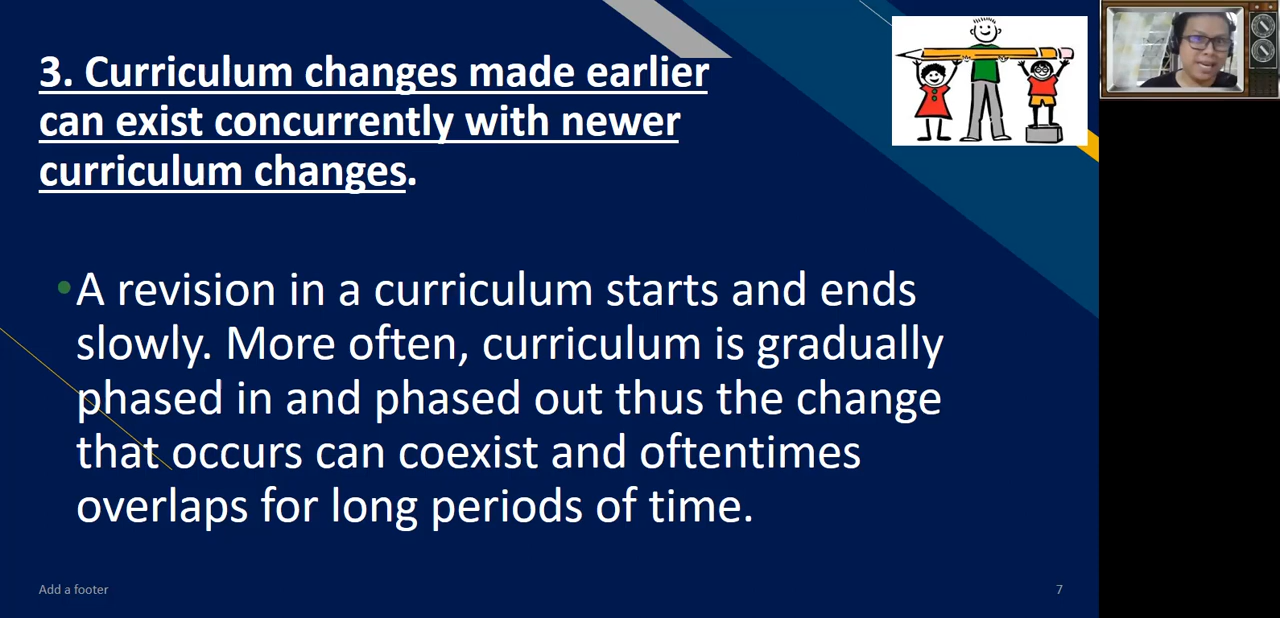 3. Curriculum changes made earlier
can exist concurrently with newer
curriculum changes.
•A revision in a curriculum starts and ends
slowly. More often, curriculum is gradually
phased in and phased out thus the change
that occurs can coexist and oftentimes
overlaps for long periods of time.
Add a footer
7